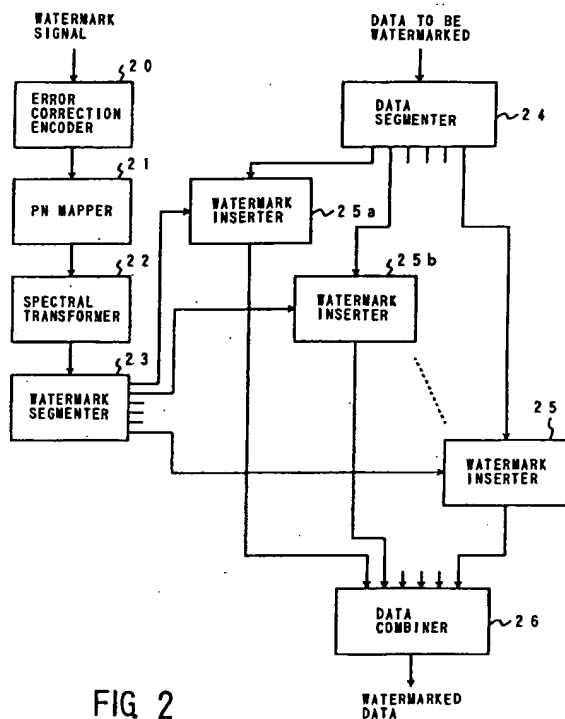 WATERMARK
SIGNAL
20
ERROR
CORRECTION
ENCODER
21
PN MAPPER
22
SPECTRAL
TRANSFORMER
23
WATERMARK
SEGMENTER
DATA TO BE
WATERMARKED
DATA
SEGMENTER
24
WATERMARK
INSERTER
25a
25b
WATERMARK
INSERTER
25
WATERMARK
INSERTER
DATA
COMBINER
26
WATERMARKED
DATA
FIG. 2